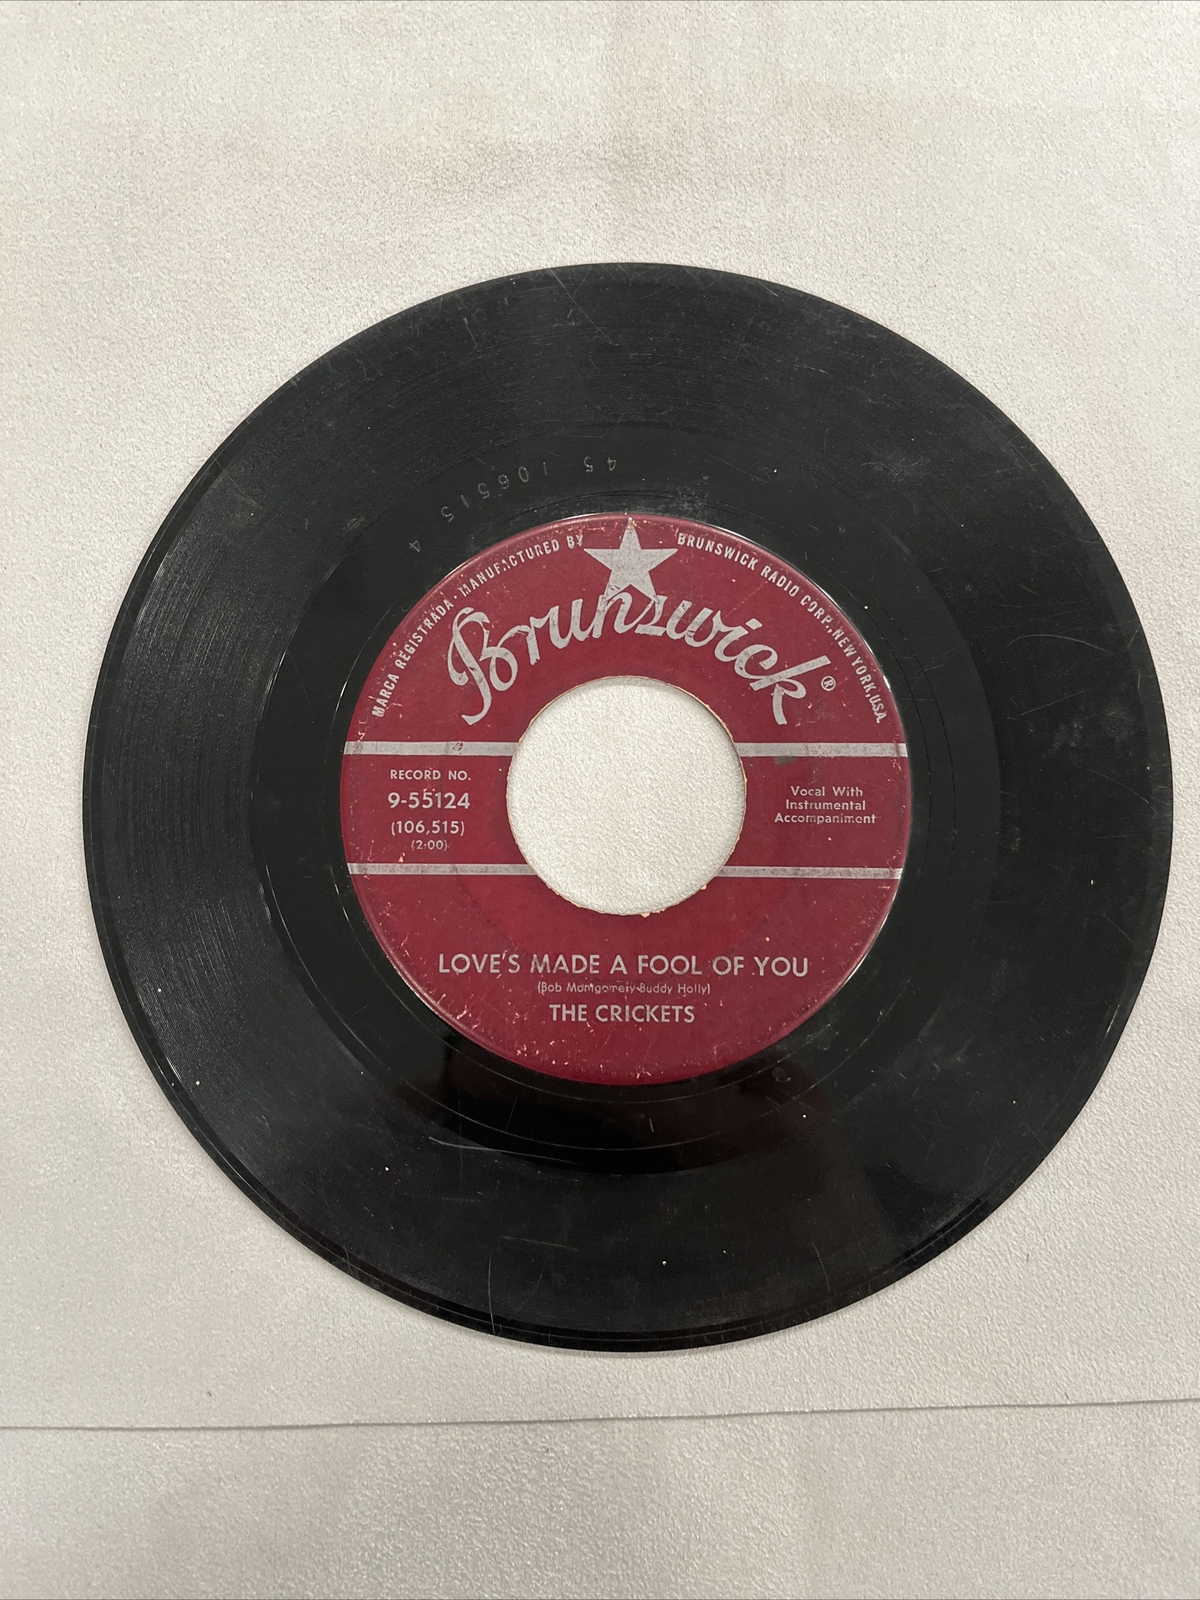 45 106515 4
MARCA REGISTRADA · MANUFACTURED BY BRUNSWICK RADIO CORP., NEW YORK, U.S.A.
Brunswick®
RECORD NO.
9-55124
(106,515)
(2:00)
Vocal With
Instrumental
Accompaniment
LOVE'S MADE A FOOL OF YOU
(Bob Montgomery-Buddy Holly)
THE CRICKETS